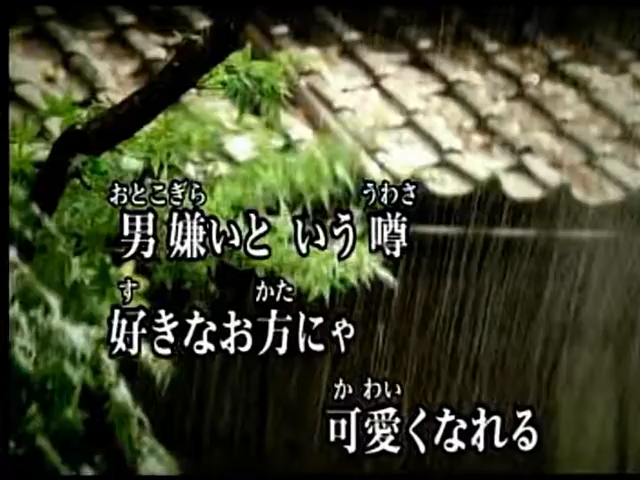 おとこぎら うわさ
男嫌いと いう噂
す かた
好きなお方にゃ
か わい
可愛くなれる